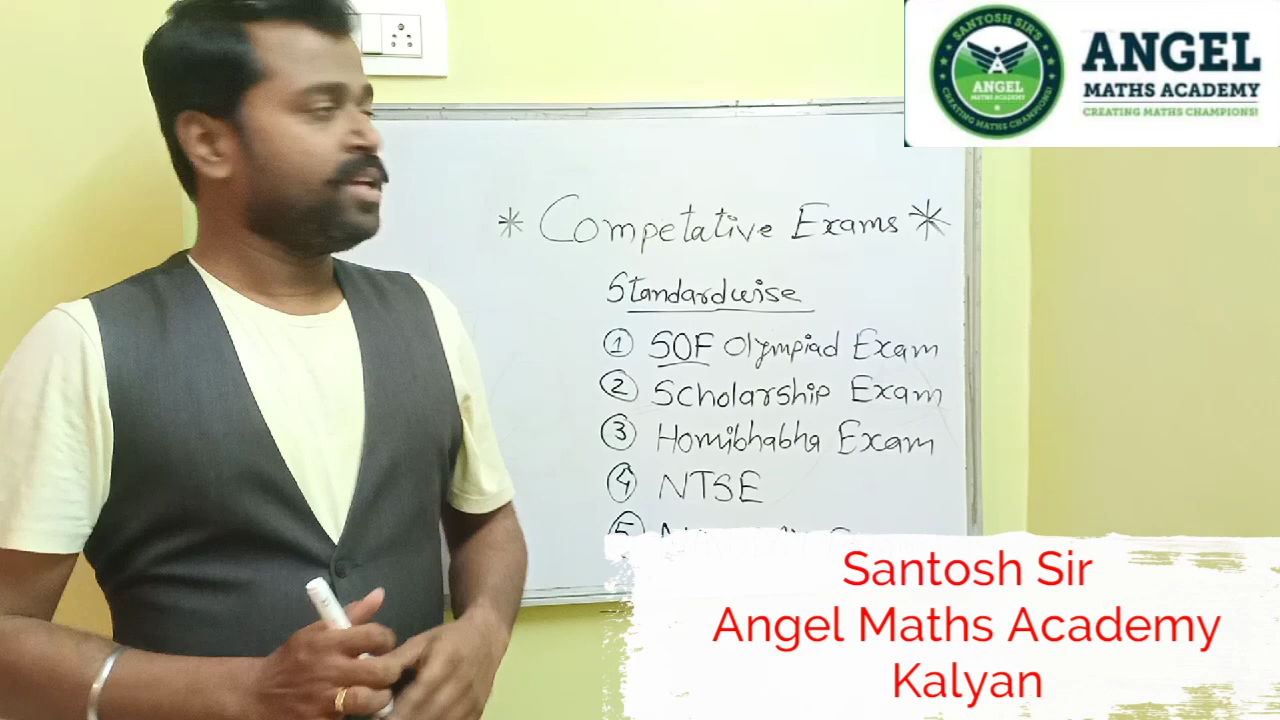 SANTOSH SIR'S
ANGEL
MATHS ACADEMY
CREATING MATHS CHAMPIONS
ANGEL
MATHS ACADEMY
CREATING MATHS CHAMPIONS!
* Competative Exams *
Standardwise
① SOF Olympiad Exam
② Scholarship Exam
③ Homibhabha Exam
④ NTSE
⑤
Santosh Sir
Angel Maths Academy
Kalyan